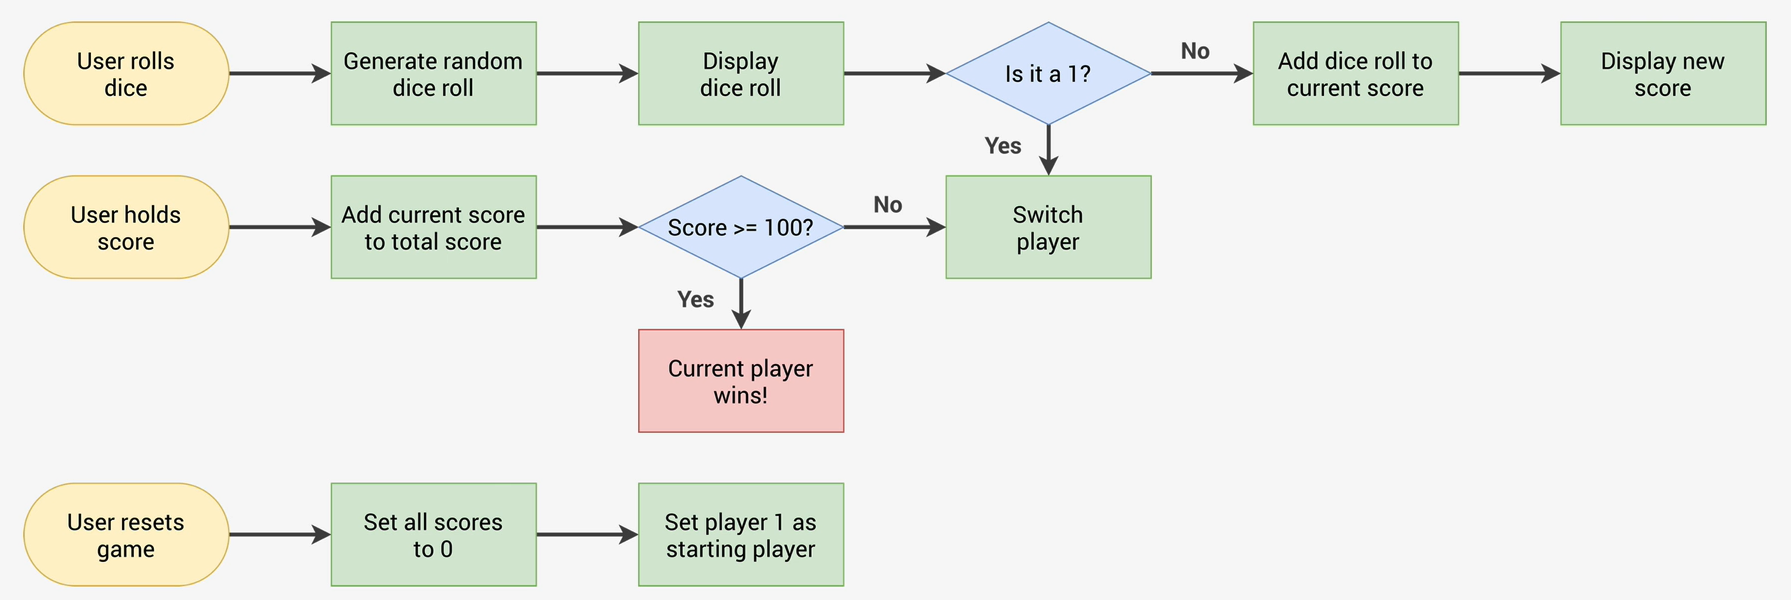 User rolls
dice
Generate random
dice roll
Display
dice roll
Is it a 1?
No
Add dice roll to
current score
Display new
score
Yes
User holds
score
Add current score
to total score
Score >= 100?
No
Switch
player
Yes
Current player
wins!
User resets
game
Set all scores
to 0
Set player 1 as
starting player